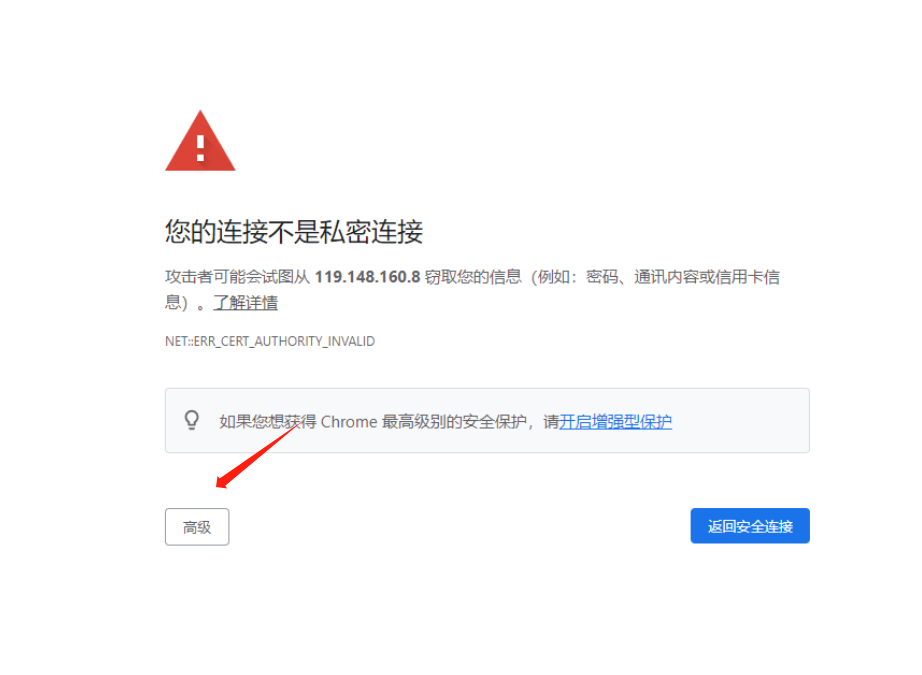 您的连接不是私密连接
攻击者可能会试图从 119.148.160.8 窃取您的信息（例如：密码、通讯内容或信用卡信
息）。了解详情
NET::ERR_CERT_AUTHORITY_INVALID
如果您想获得 Chrome 最高级别的安全保护，请开启增强型保护
高级
返回安全连接